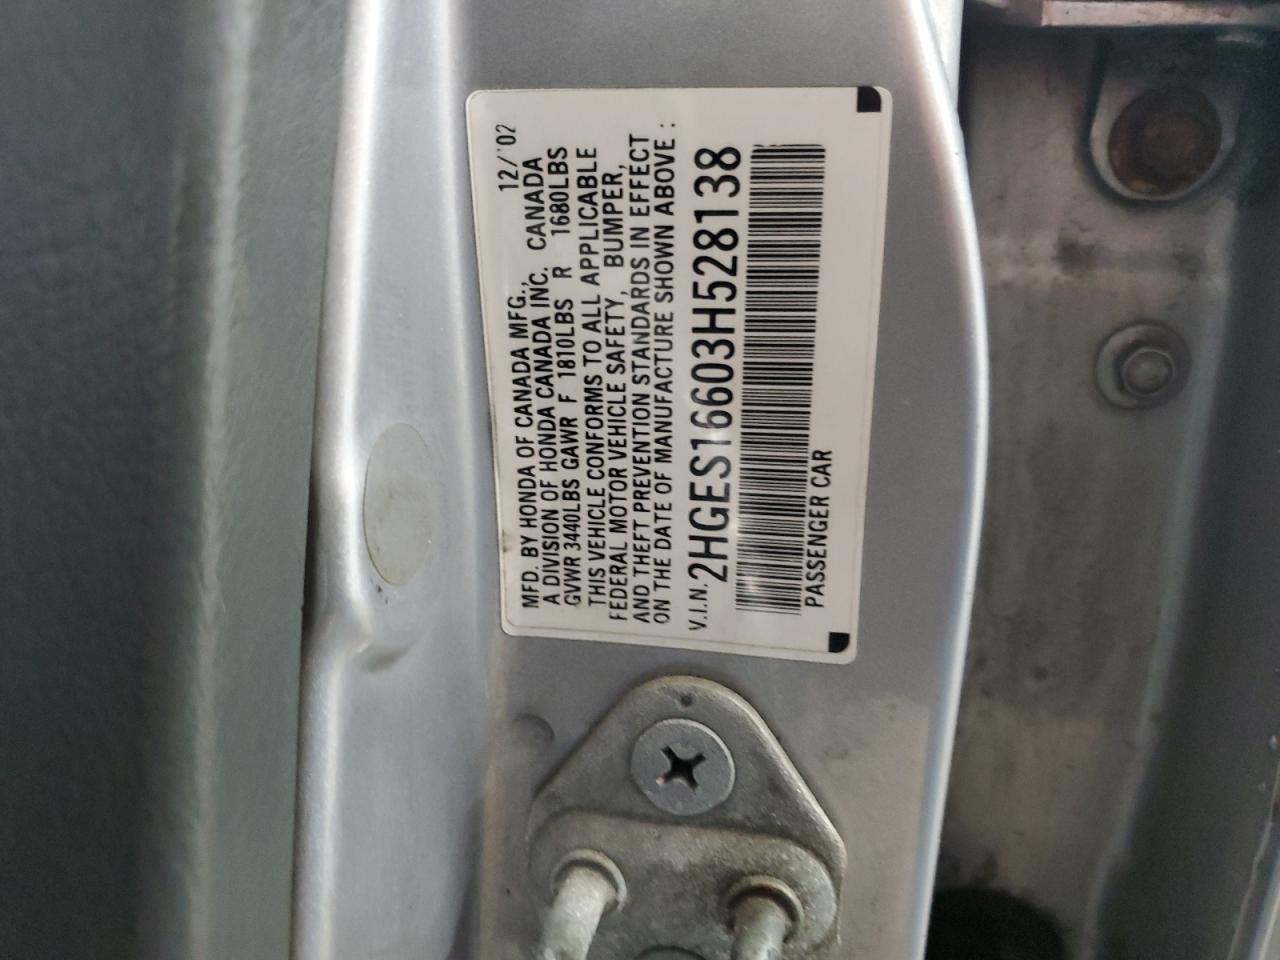 12/'02
MFD. BY HONDA OF CANADA MFG.,
A DIVISION OF HONDA CANADA INC. CANADA
GVWR 3440LBS GAWR F 1810LBS R 1680LBS
THIS VEHICLE CONFORMS TO ALL APPLICABLE
FEDERAL MOTOR VEHICLE SAFETY, BUMPER,
AND THEFT PREVENTION STANDARDS IN EFFECT
ON THE DATE OF MANUFACTURE SHOWN ABOVE :
V.I.N. 2HGES16603H528138
PASSENGER CAR